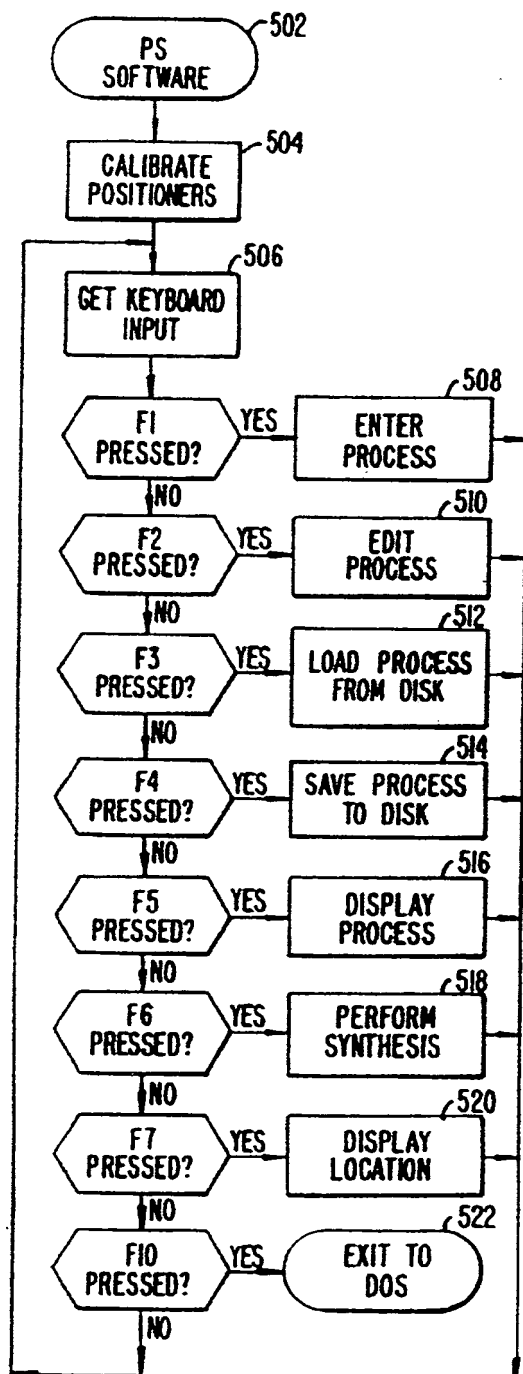 502
PS
SOFTWARE
504
CALIBRATE
POSITIONERS
506
GET KEYBOARD
INPUT
508
F1
PRESSED?
YES
ENTER
PROCESS
NO
510
F2
PRESSED?
YES
EDIT
PROCESS
NO
512
F3
PRESSED?
YES
LOAD PROCESS
FROM DISK
NO
514
F4
PRESSED?
YES
SAVE PROCESS
TO DISK
NO
516
F5
PRESSED?
YES
DISPLAY
PROCESS
NO
518
F6
PRESSED?
YES
PERFORM
SYNTHESIS
NO
520
F7
PRESSED?
YES
DISPLAY
LOCATION
NO
522
F10
PRESSED?
YES
EXIT TO
DOS
NO